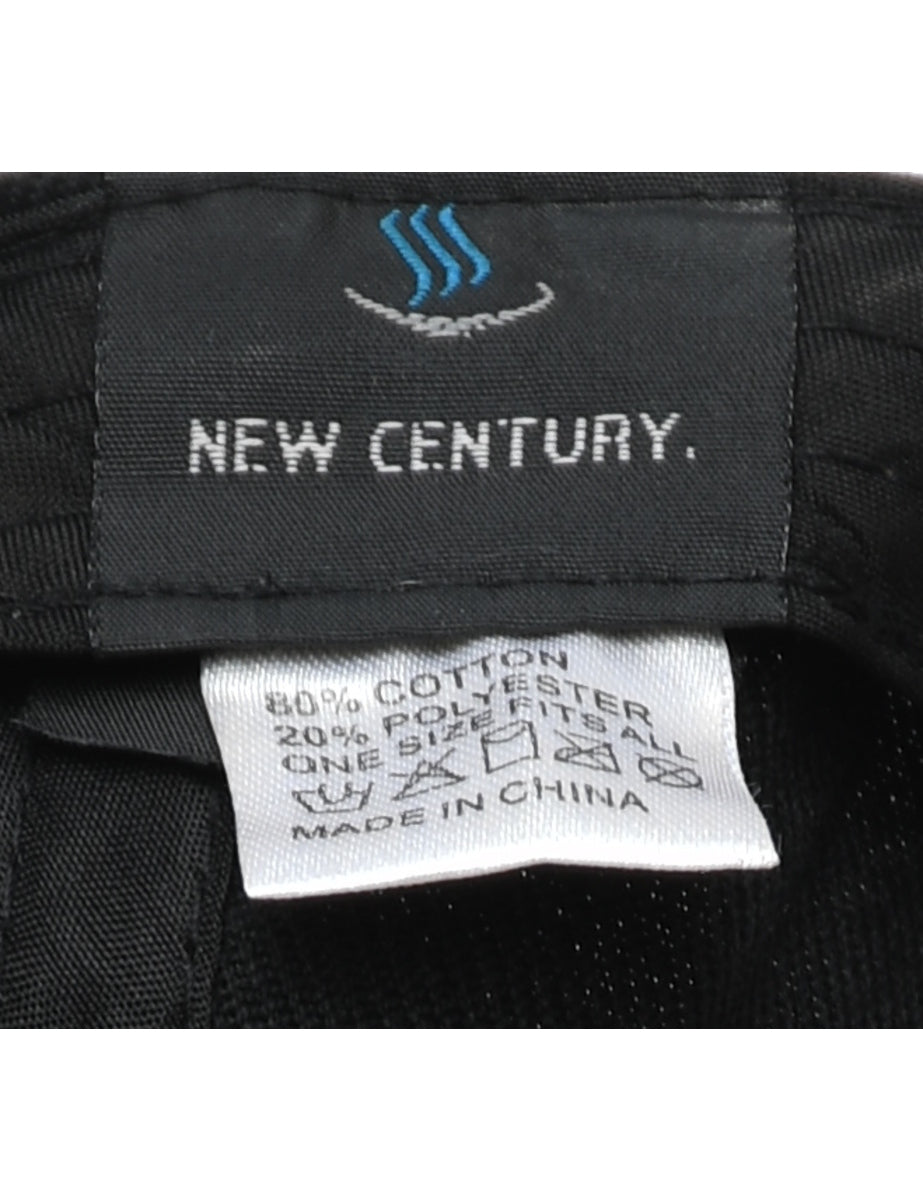 NEW CENTURY.
80% COTTON
20% POLYESTER
ONE SIZE FITS ALL
MADE IN CHINA